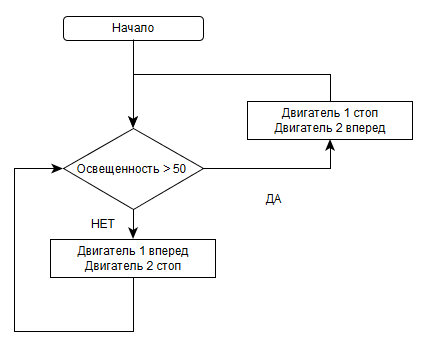 Начало
Двигатель 1 стоп
Двигатель 2 вперед
Освещенность > 50
ДА
НЕТ
Двигатель 1 вперед
Двигатель 2 стоп